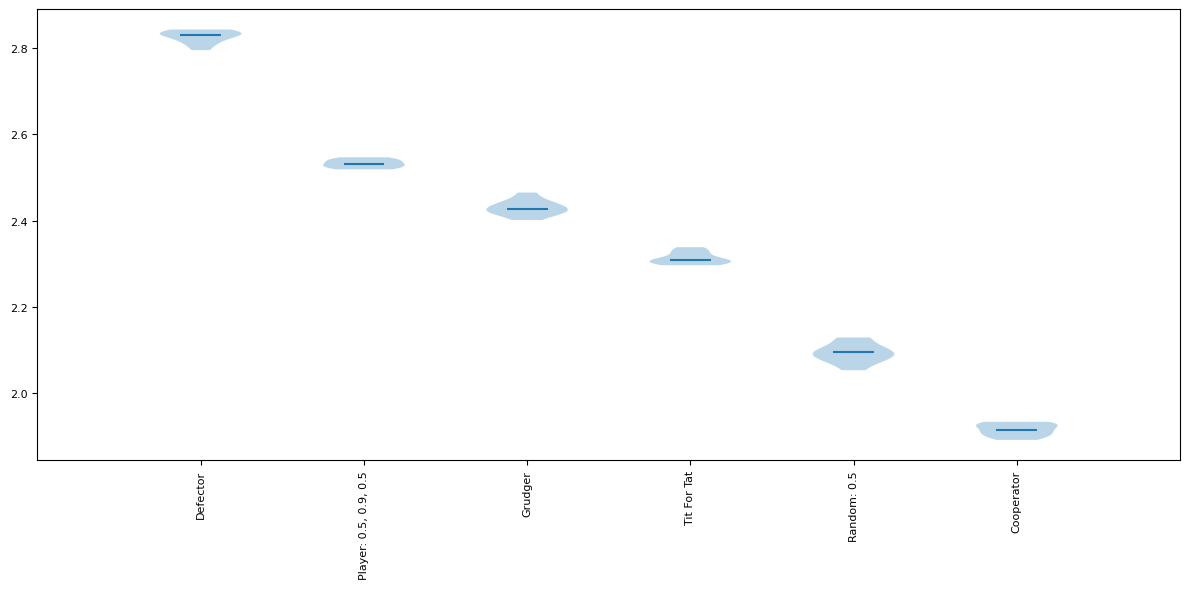 2.8
2.6
2.4
2.2
2.0
Defector
Player: 0.5, 0.9, 0.5
Grudger
Tit For Tat
Random: 0.5
Cooperator